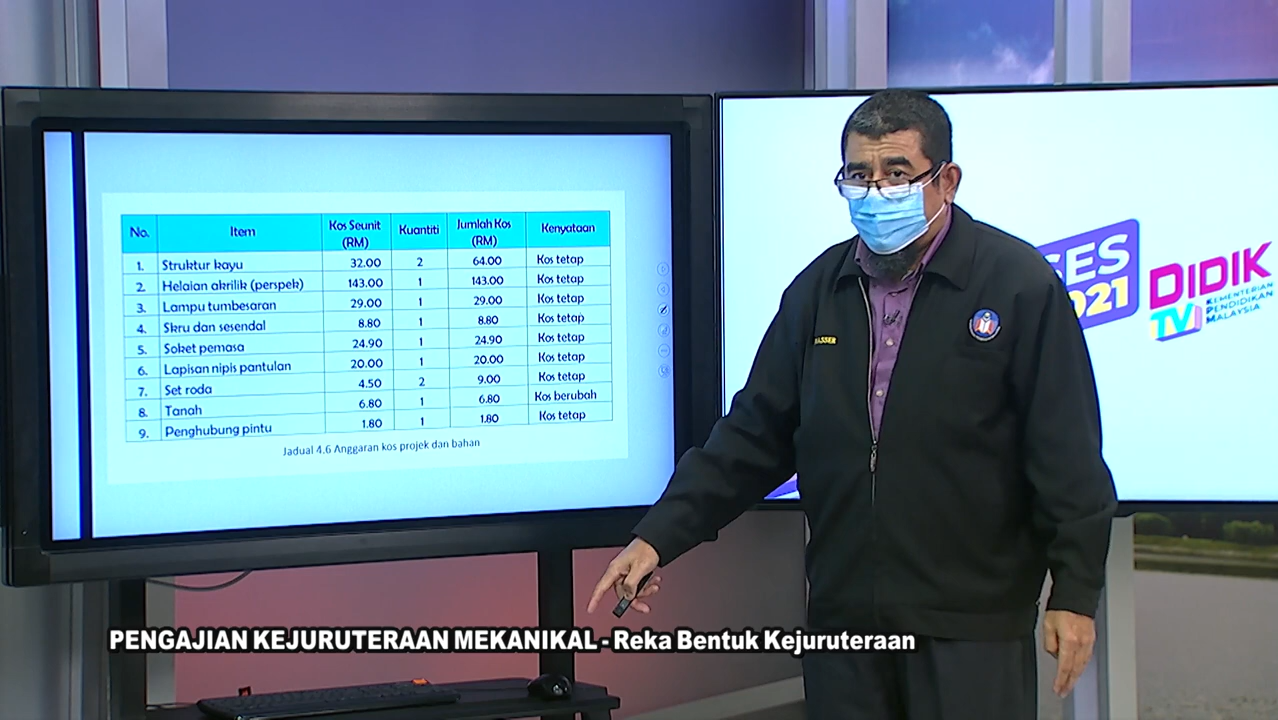 No. Item Kos Seunit (RM) Kuantiti Jumlah Kos (RM) Kenyataan
1. Struktur kayu 32.00 2 64.00 Kos tetap
2. Helaian akrilik (perspek) 143.00 1 143.00 Kos tetap
3. Lampu tumbesaran 29.00 1 29.00 Kos tetap
4. Skru dan sesendal 8.80 1 8.80 Kos tetap
5. Soket pemasa 24.90 1 24.90 Kos tetap
6. Lapisan nipis pantulan 20.00 1 20.00 Kos tetap
7. Set roda 4.50 2 9.00 Kos tetap
8. Tanah 6.80 1 6.80 Kos berubah
9. Penghubung pintu 1.80 1 1.80 Kos tetap
Jadual 4.6 Anggaran kos projek dan bahan
SES
2021
DIDIK
TV
KEMENTERIAN
PENDIDIKAN
MALAYSIA
PENGAJIAN KEJURUTERAAN MEKANIKAL - Reka Bentuk Kejuruteraan